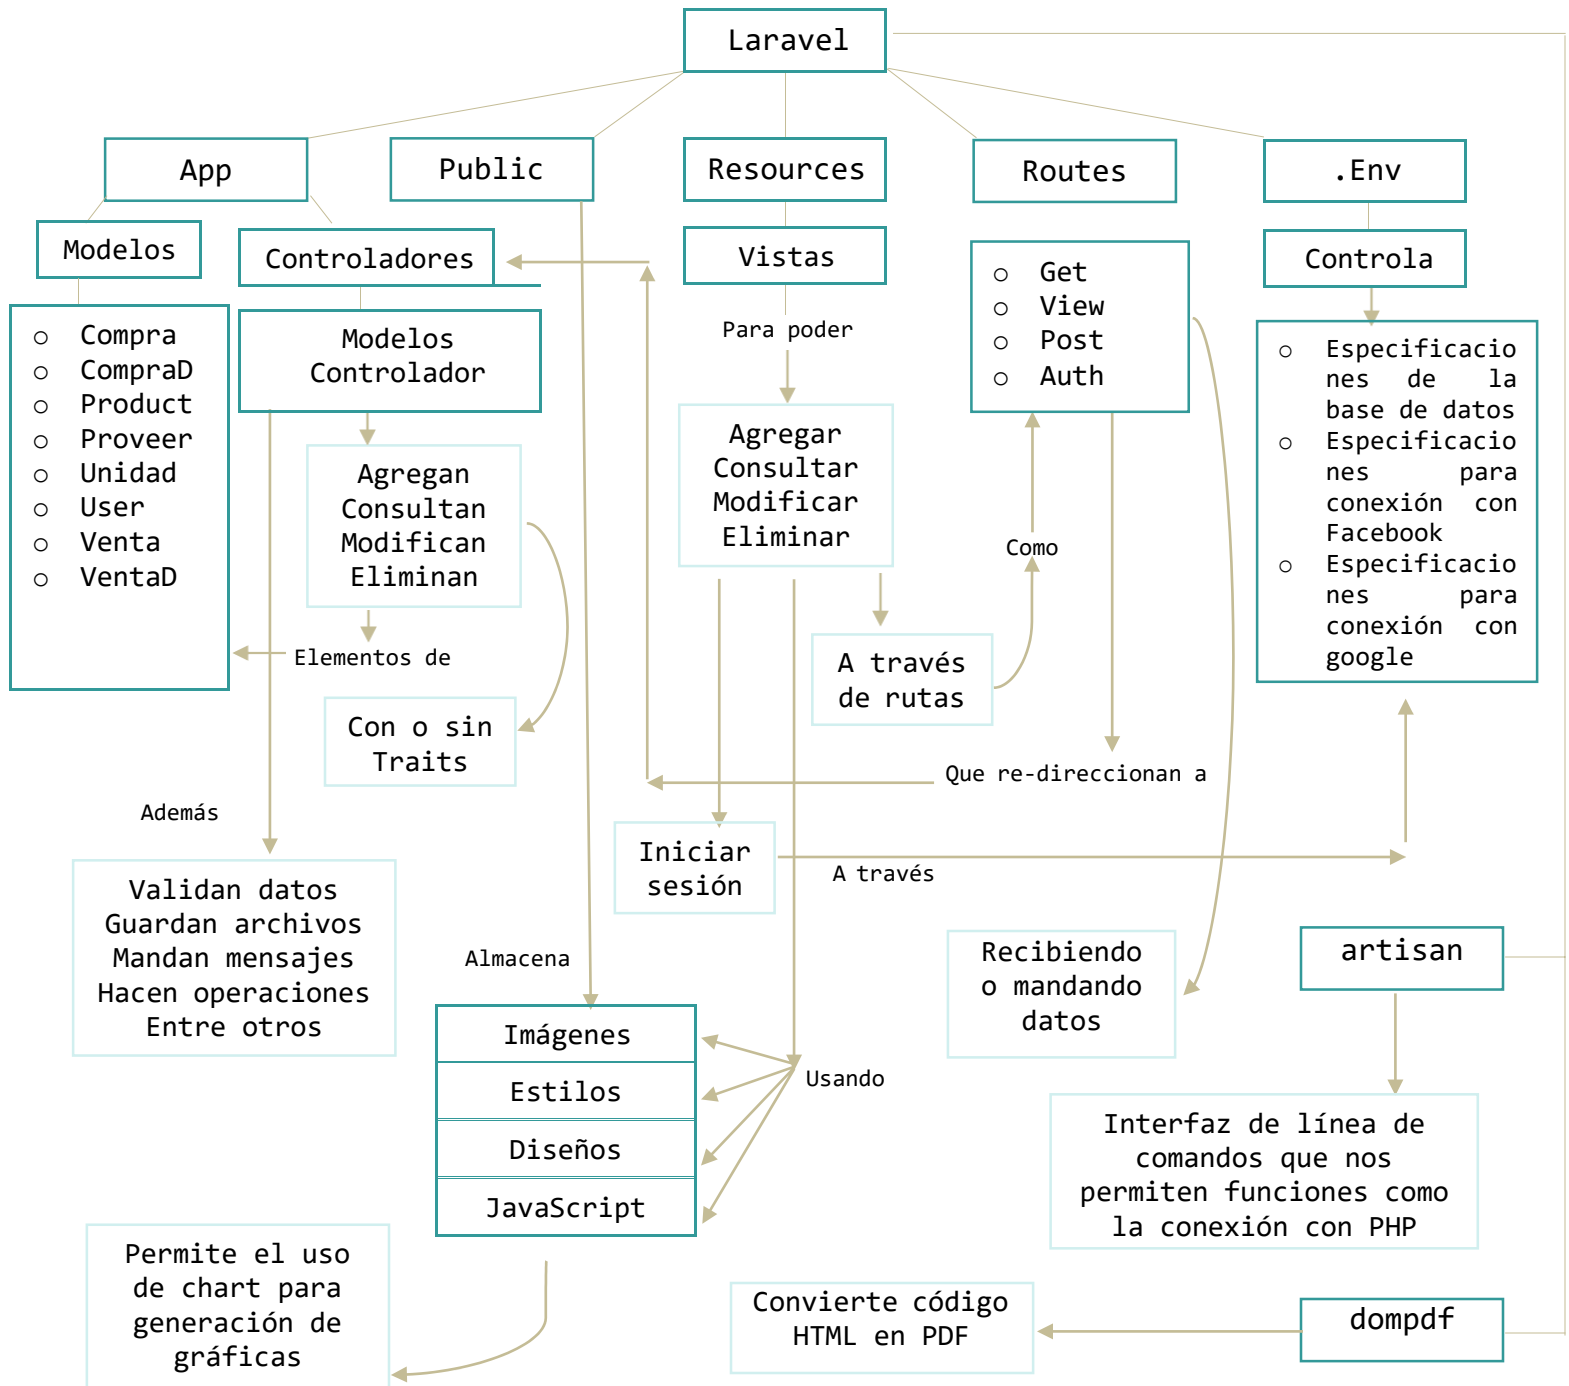 Laravel
App
Public
Resources
Routes
.Env
Modelos
Controladores
Vistas
Controla
○ Get
○ View
○ Post
○ Auth
○ Compra
○ CompraD
○ Product
○ Proveer
○ Unidad
○ User
○ Venta
○ VentaD
Modelos
Controlador
Para poder
○ Especificacio
nes de la
base de datos
○ Especificacio
nes para
conexión con
Facebook
○ Especificacio
nes para
conexión con
google
Agregan
Consultan
Modifican
Eliminan
Agregar
Consultar
Modificar
Eliminar
Como
Elementos de
A través
de rutas
Con o sin
Traits
Que re-direccionan a
Además
Iniciar
sesión
A través
Validan datos
Guardan archivos
Mandan mensajes
Hacen operaciones
Entre otros
Almacena
Recibiendo
o mandando
datos
artisan
Imágenes
Estilos
Diseños
JavaScript
Usando
Interfaz de línea de
comandos que nos
permiten funciones como
la conexión con PHP
Permite el uso
de chart para
generación de
gráficas
Convierte código
HTML en PDF
dompdf